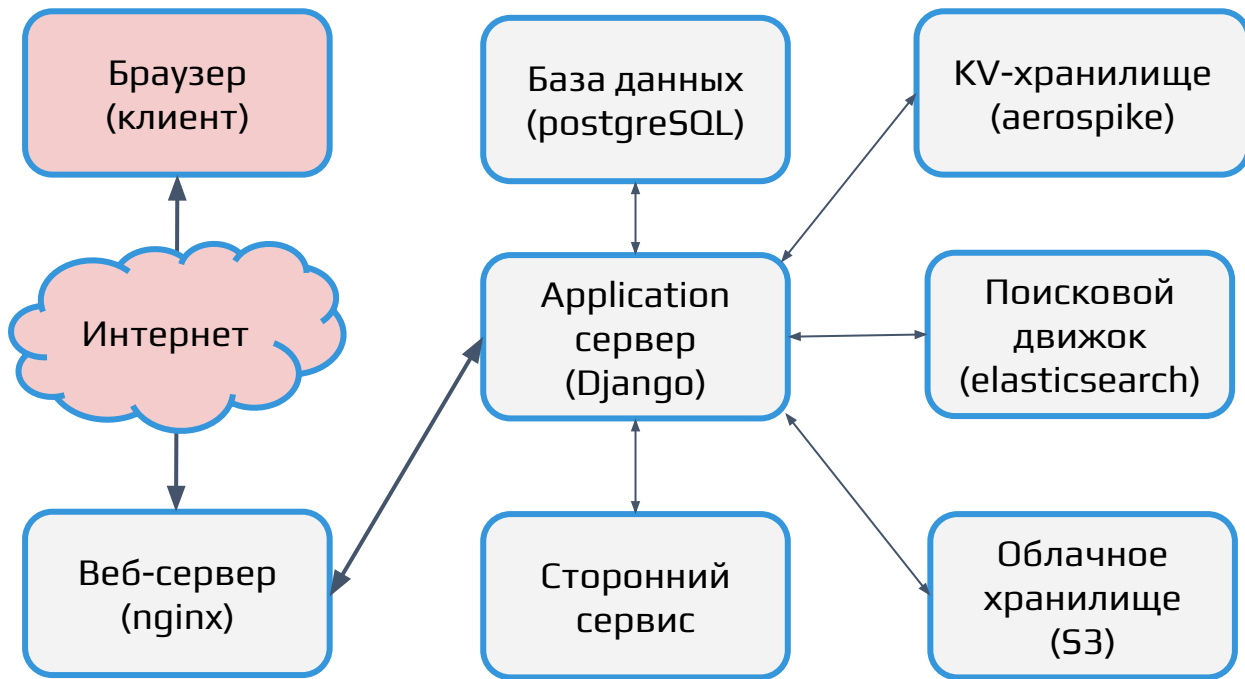 Браузер
(клиент)
База данных
(postgreSQL)
KV-хранилище
(aerospike)
Интернет
Application
сервер
(Django)
Поисковой
движок
(elasticsearch)
Веб-сервер
(nginx)
Сторонний
сервис
Облачное
хранилище
(S3)